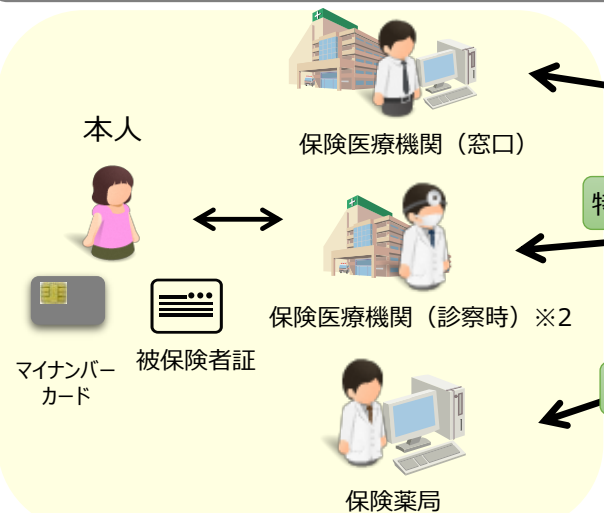 保険医療機関（窓口）
本人
特
保険医療機関（診察時）※2
マイナンバー
カード
被保険者証
保険薬局